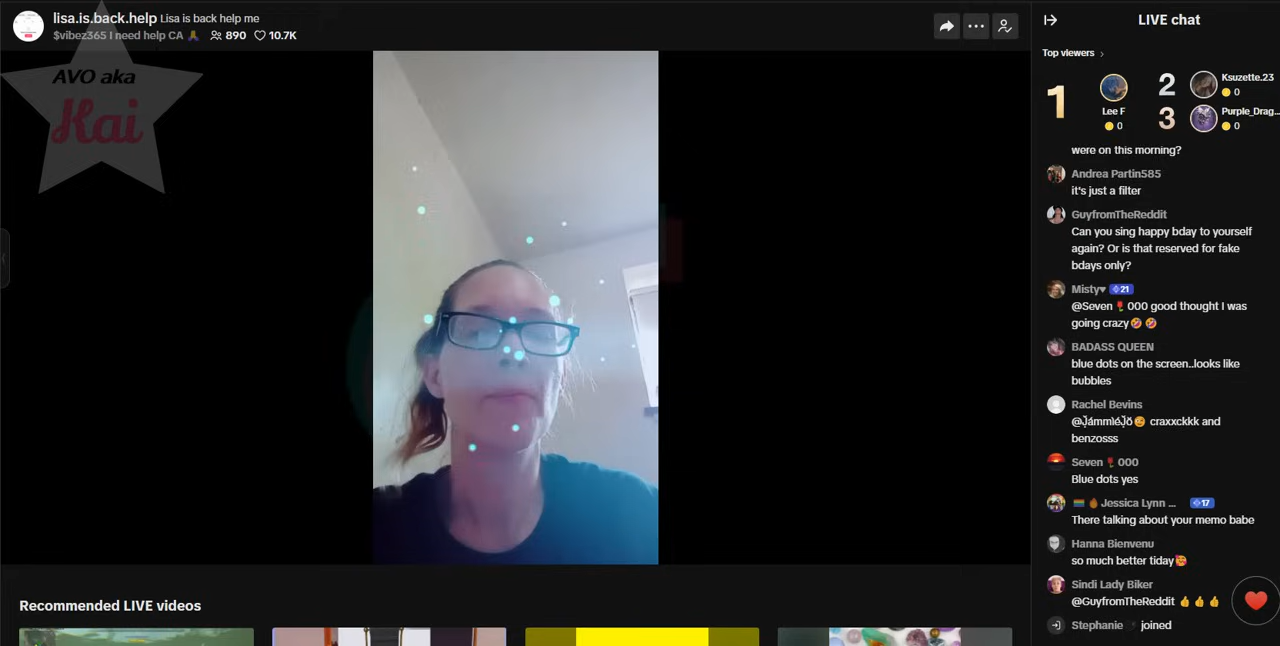 lisa.is.back.help Lisa is back help me
$vibez365 I need help CA 🙏 890 10.7K
AVO aka
Kai
LIVE chat
Top viewers
1
Lee F
0
2
Ksuzette.23
0
3
Purple_Drag...
0
were on this morning?
Andrea Partin585
it's just a filter
GuyfromTheReddit
Can you sing happy bday to yourself
again? Or is that reserved for fake
bdays only?
Misty♥ 21
@Seven🌹000 good thought I was
going crazy🤣🤣
BADASS QUEEN
blue dots on the screen..looks like
bubbles
Rachel Bevins
craxxckkk and
benzosss
Seven🌹000
Blue dots yes
Jessica Lynn ... 17
There talking about your memo babe
Hanna Bienvenu
so much better tiday🥰
Sindi Lady Biker
@GuyfromTheReddit 👍👍👍
Stephanie joined
Recommended LIVE videos